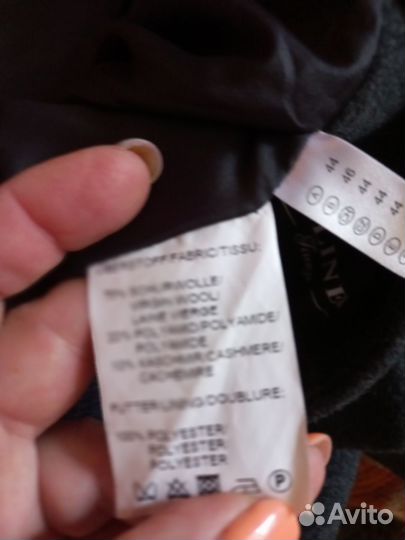 OBERSTOFF/FABRIC/TISSU:
70% SCHURWOLLE/
VIRGIN WOOL/
LAINE VIERGE
20% POLYAMID/POLYAMIDE/
POLYAMIDE
10% KASCHMIR/CASHMERE/
CACHEMIRE
FUTTER/LINING/DOUBLURE:
100% POLYESTER/
POLYESTER/
POLYESTER
P
44
46
44
44
44
LINE
Avito